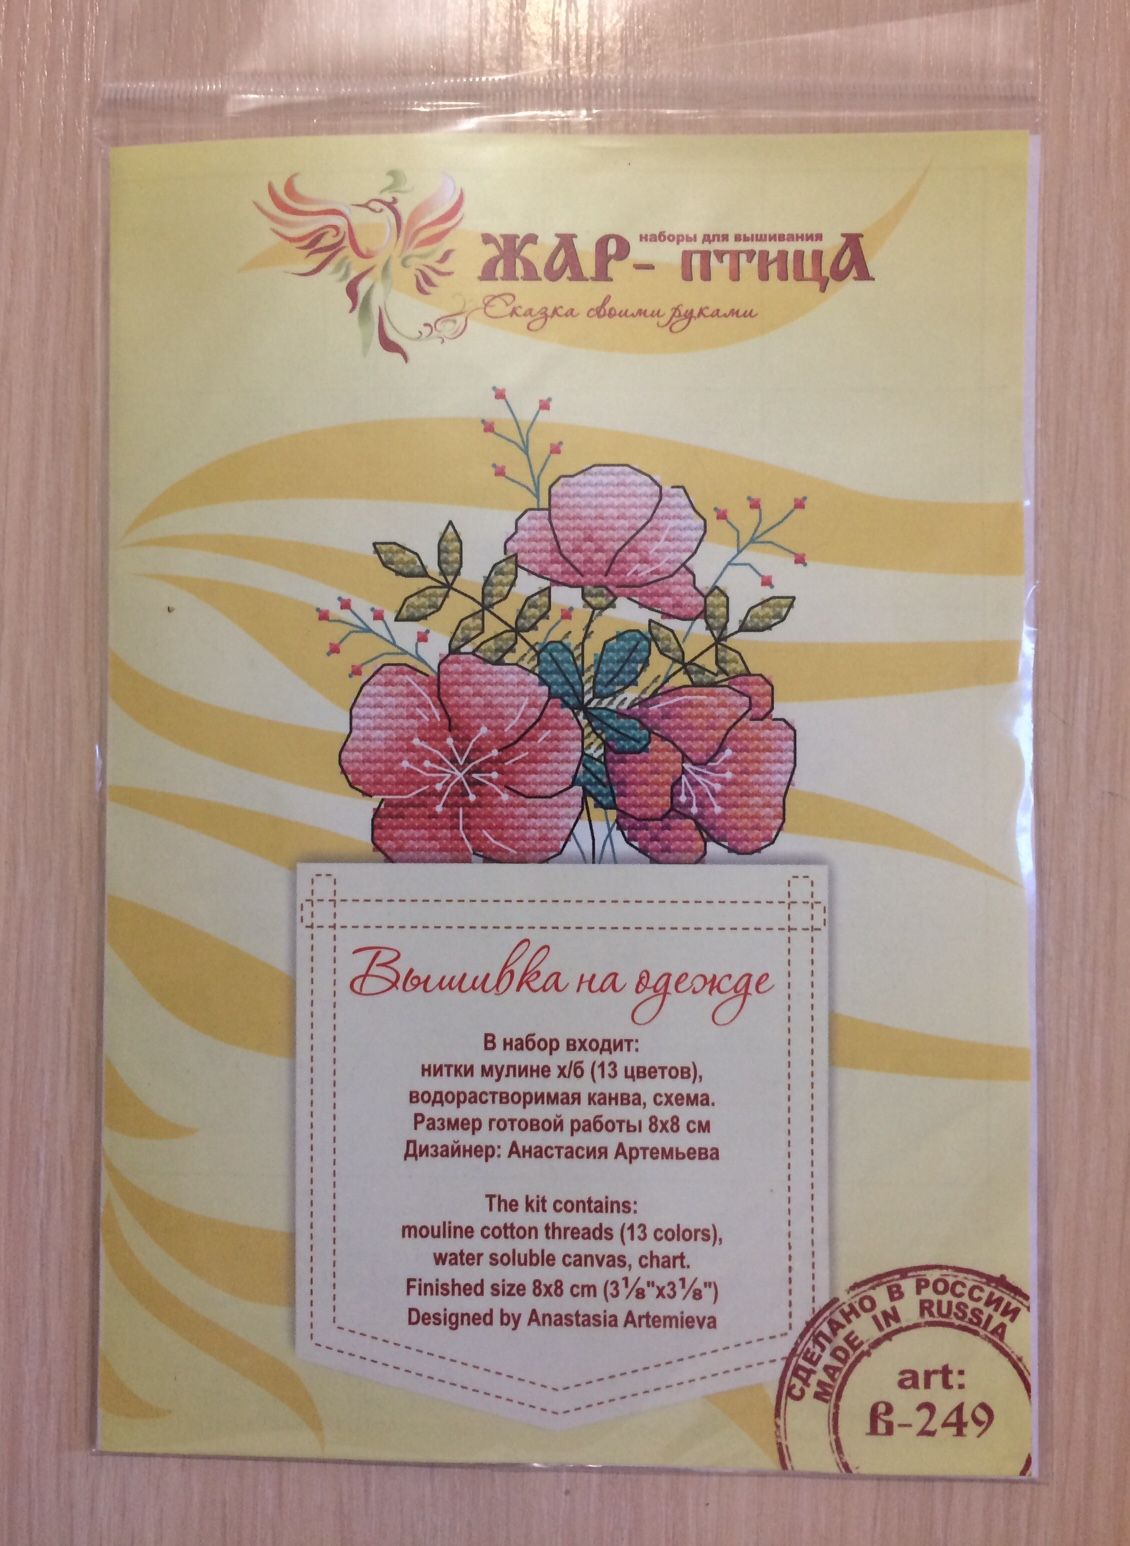 наборы для вышивания
ЖАР-ПТИЦА
Сказка своими руками
Вышивка на одежде
В набор входит:
нитки мулине х/б (13 цветов),
водорастворимая канва, схема.
Размер готовой работы 8х8 см
Дизайнер: Анастасия Артемьева
The kit contains:
mouline cotton threads (13 colors),
water soluble canvas, chart.
Finished size 8x8 cm (3⅛"x3⅛")
Designed by Anastasia Artemieva
СДЕЛАНО В РОССИИ
MADE IN RUSSIA
art:
В-249